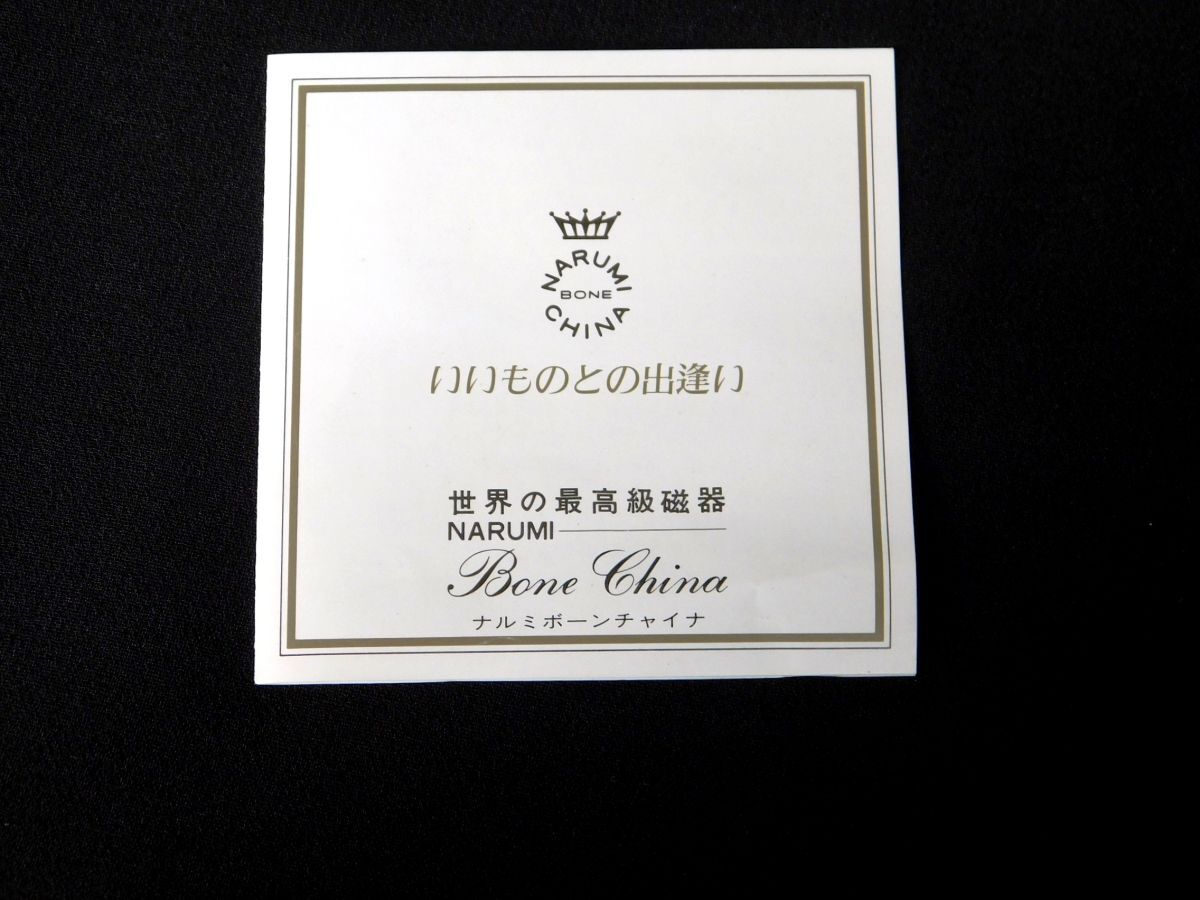 NARUMI
BONE
CHINA
いいものとの出逢い
世界の最高級磁器
NARUMI
Bone China
ナルミボーンチャイナ